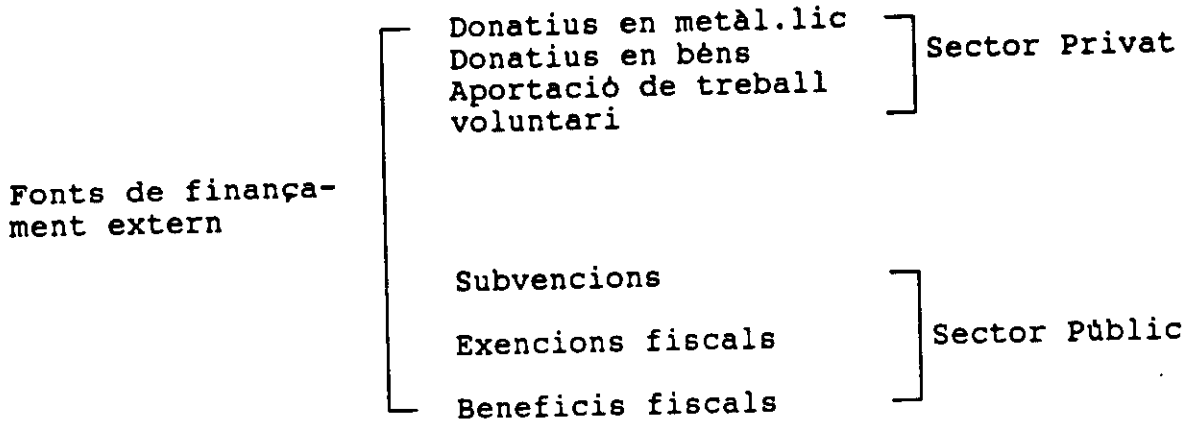 Donatius en metàl.lic
Donatius en béns
Aportació de treball
voluntari
Sector Privat
Fonts de finança-
ment extern
Subvencions
Exencions fiscals
Beneficis fiscals
Sector Públic